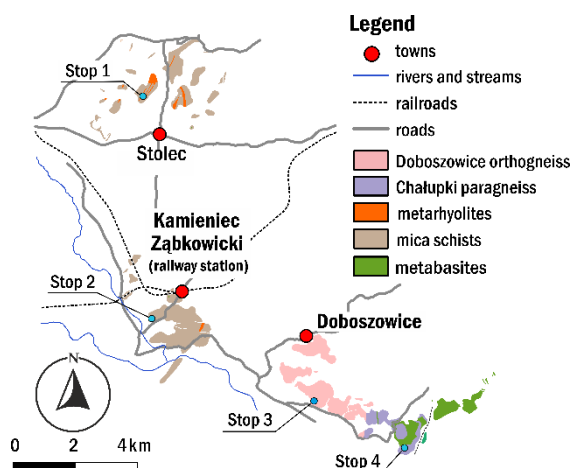 Legend
towns
rivers and streams
railroads
roads
Doboszowice orthogneiss
Chałupki paragneiss
metarhyolites
mica schists
metabasites
Stop 1
Stolec
Kamieniec
Ząbkowicki
(railway station)
Stop 2
Doboszowice
Stop 3
Stop 4
N
0 2 4 km